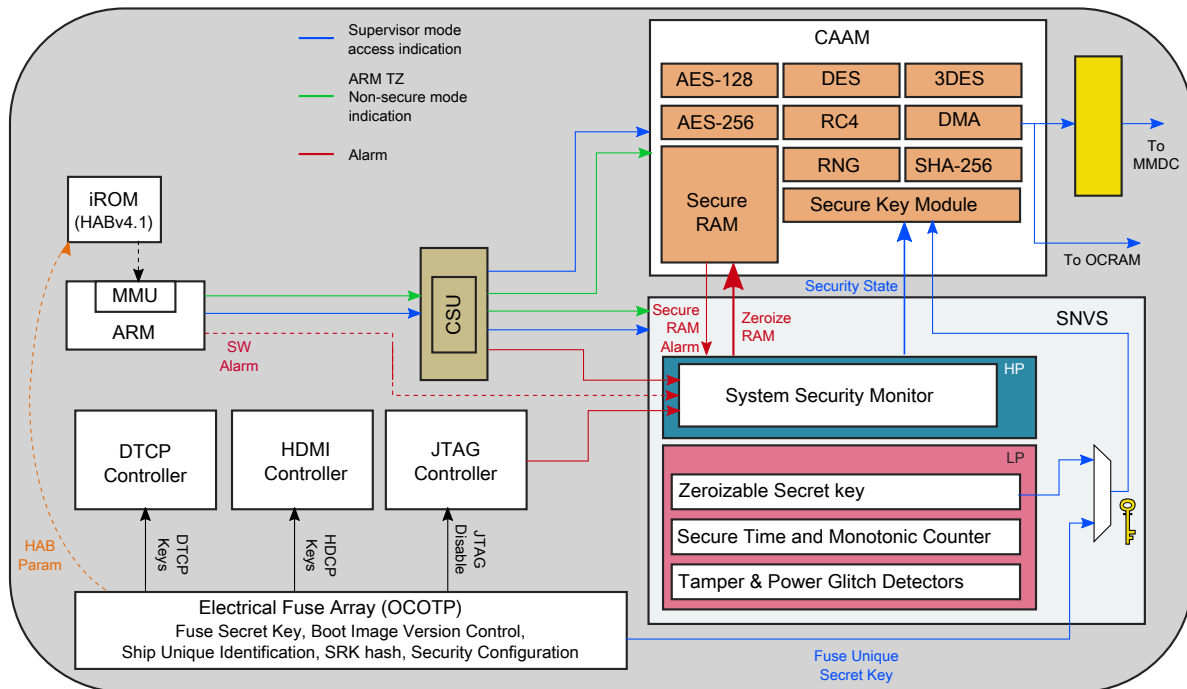 Supervisor mode
access indication
ARM TZ
Non-secure mode
indication
Alarm
CAAM
AES-128
DES
3DES
AES-256
RC4
DMA
RNG
SHA-256
Secure
RAM
Secure Key Module
To
MMDC
To OCRAM
iROM
(HABv4.1)
MMU
ARM
CSU
SW
Alarm
Secure
RAM
Alarm
Zeroize
RAM
Security State
SNVS
HP
System Security Monitor
LP
Zeroizable Secret key
Secure Time and Monotonic Counter
Tamper & Power Glitch Detectors
DTCP
Controller
HDMI
Controller
JTAG
Controller
HAB
Param
DTCP
Keys
HDCP
Keys
JTAG
Disable
Electrical Fuse Array (OCOTP)
Fuse Secret Key, Boot Image Version Control,
Ship Unique Identification, SRK hash, Security Configuration
Fuse Unique
Secret Key